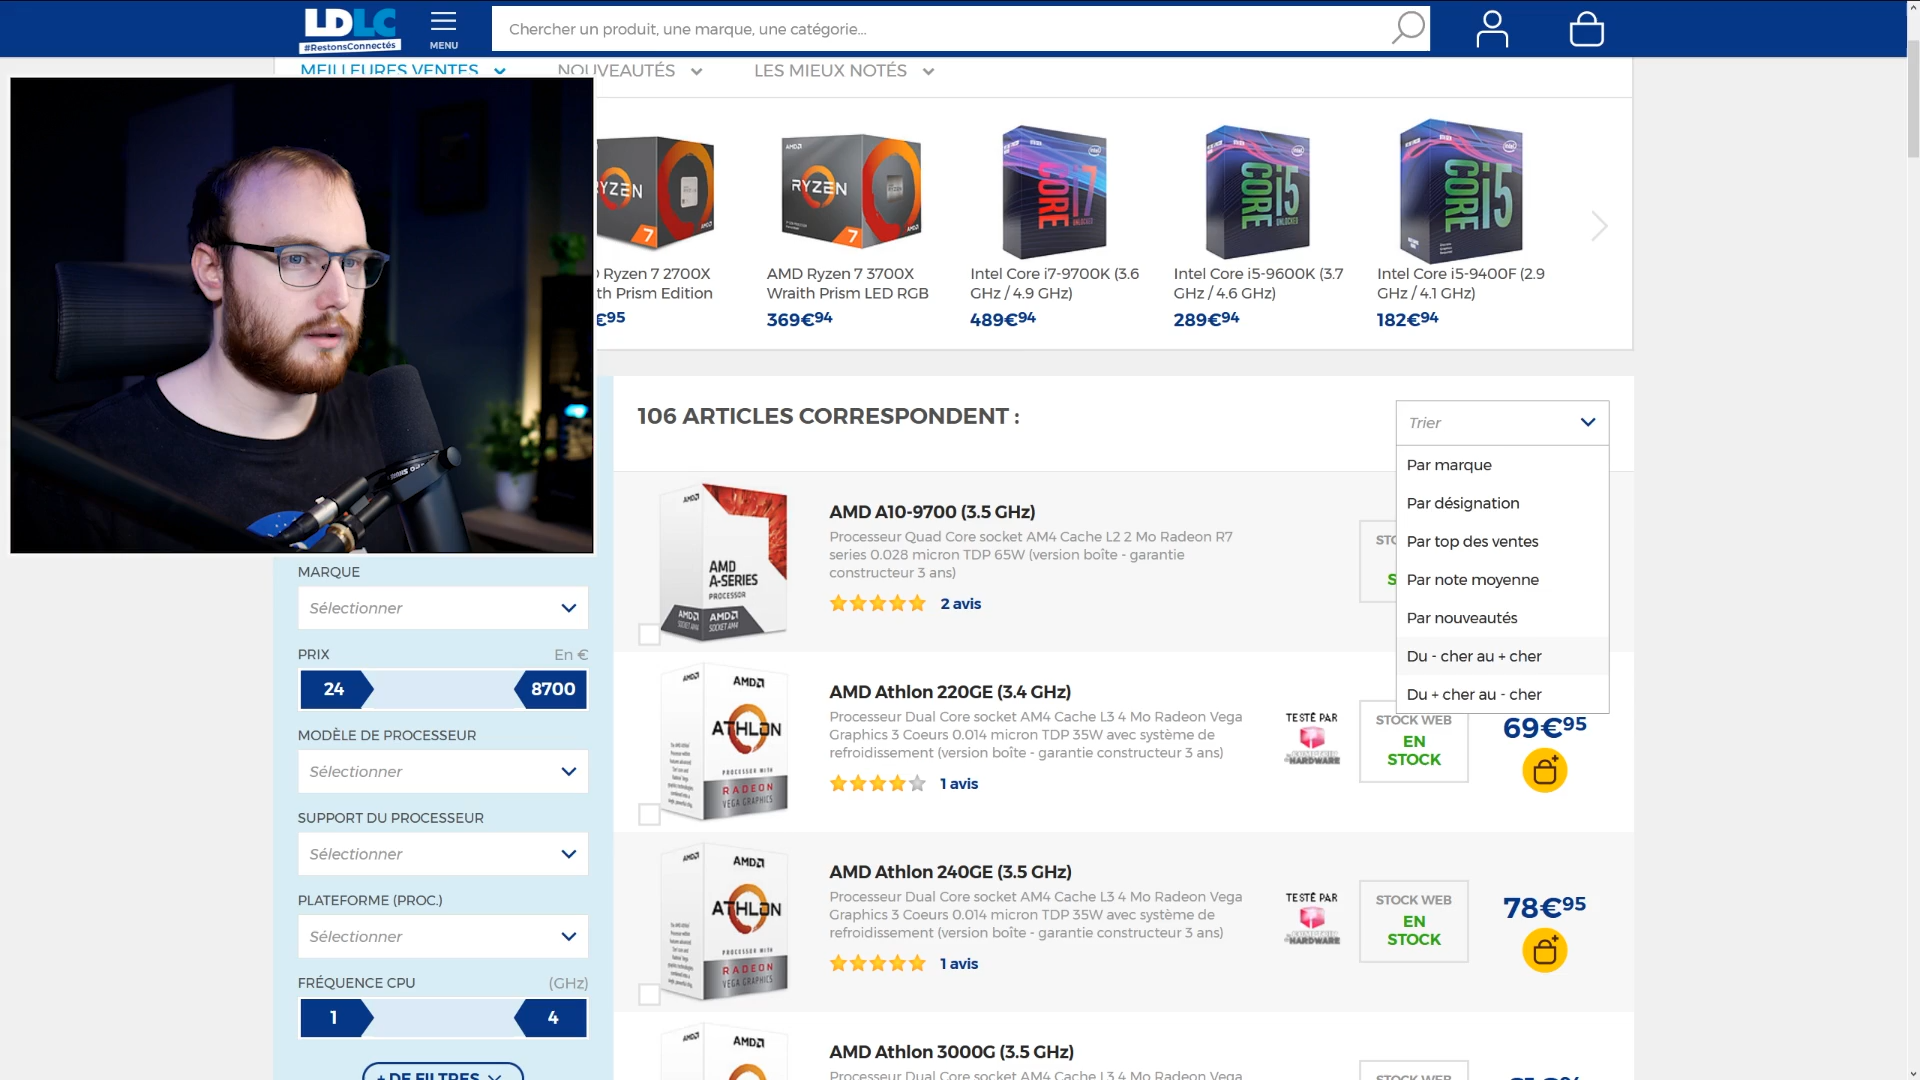 LDLC
#RestonsConnectés
MENU
Chercher un produit, une marque, une catégorie...
MEILLEURES VENTES
NOUVEAUTÉS
LES MIEUX NOTÉS
Ryzen 7 2700X
th Prism Edition
€95
AMD Ryzen 7 3700X
Wraith Prism LED RGB
369€94
Intel Core i7-9700K (3.6
GHz / 4.9 GHz)
489€94
Intel Core i5-9600K (3.7
GHz / 4.6 GHz)
289€94
Intel Core i5-9400F (2.9
GHz / 4.1 GHz)
182€94
106 ARTICLES CORRESPONDENT :
Trier
Par marque
Par désignation
Par top des ventes
Par note moyenne
Par nouveautés
Du - cher au + cher
Du + cher au - cher
MARQUE
Sélectionner
PRIX
En €
24
8700
MODÈLE DE PROCESSEUR
Sélectionner
SUPPORT DU PROCESSEUR
Sélectionner
PLATEFORME (PROC.)
Sélectionner
FRÉQUENCE CPU
(GHz)
1
4
+ DE FILTRES
AMD
AMD
A-SERIES
PROCESSOR
AMD A10-9700 (3.5 GHz)
Processeur Quad Core socket AM4 Cache L2 2 Mo Radeon R7
series 0.028 micron TDP 65W (version boîte - garantie
constructeur 3 ans)
2 avis
AMD
ATHLON
PROCESSOR WITH
RADEON
VEGA GRAPHICS
AMD Athlon 220GE (3.4 GHz)
Processeur Dual Core socket AM4 Cache L3 4 Mo Radeon Vega
Graphics 3 Coeurs 0.014 micron TDP 35W avec système de
refroidissement (version boîte - garantie constructeur 3 ans)
1 avis
TESTÉ PAR
HARDWARE
STOCK WEB
EN
STOCK
69€95
AMD
ATHLON
PROCESSOR WITH
RADEON
VEGA GRAPHICS
AMD Athlon 240GE (3.5 GHz)
Processeur Dual Core socket AM4 Cache L3 4 Mo Radeon Vega
Graphics 3 Coeurs 0.014 micron TDP 35W avec système de
refroidissement (version boîte - garantie constructeur 3 ans)
1 avis
TESTÉ PAR
HARDWARE
STOCK WEB
EN
STOCK
78€95
AMD
AMD Athlon 3000G (3.5 GHz)
Processeur Dual Core socket AM4 Cache L3 4 Mo Radeon Vega
STOCK WEB